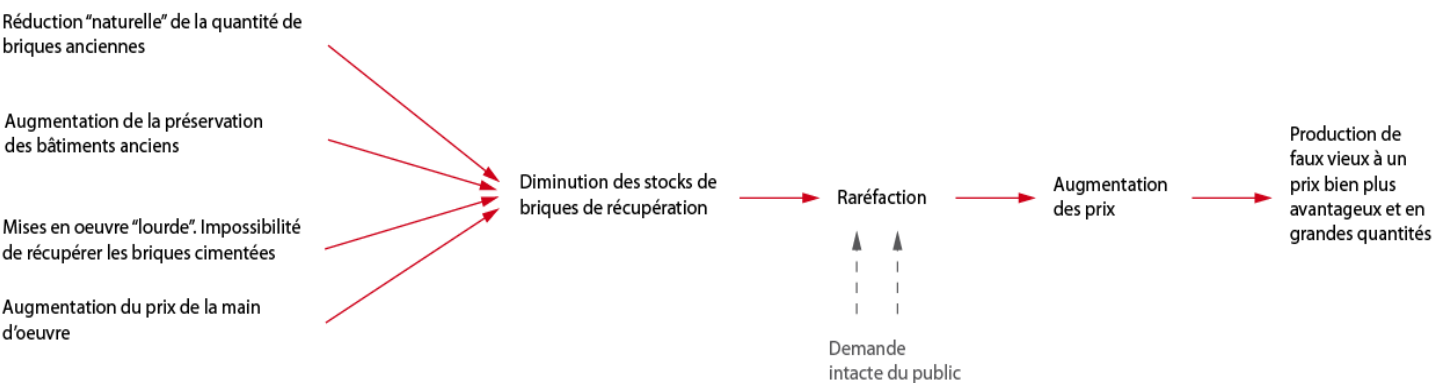 Réduction “naturelle” de la quantité de
briques anciennes
Augmentation de la préservation
des bâtiments anciens
Mises en oeuvre “lourde”. Impossibilité
de récupérer les briques cimentées
Augmentation du prix de la main
d’oeuvre
Diminution des stocks de
briques de récupération
Raréfaction
Demande
intacte du public
Augmentation
des prix
Production de
faux vieux à un
prix bien plus
avantageux et en
grandes quantités